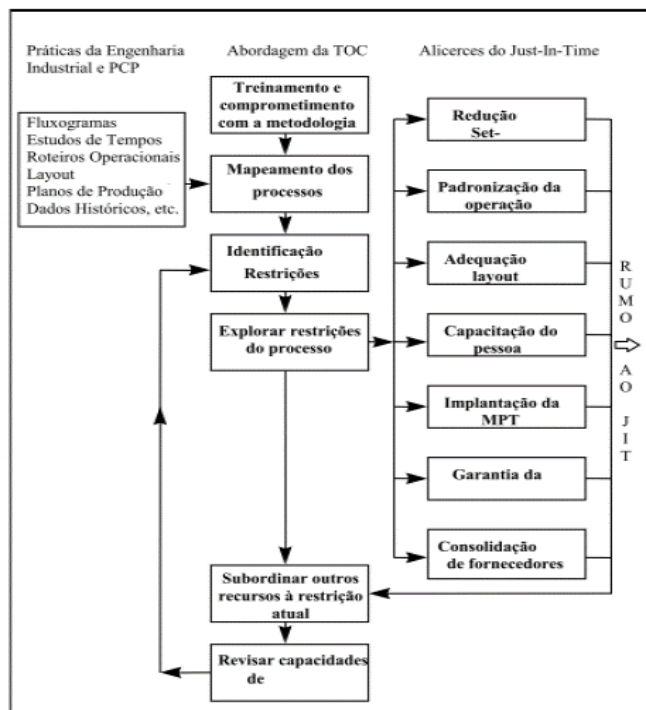 Práticas da Engenharia
Industrial e PCP
Fluxogramas
Estudos de Tempos
Roteiros Operacionais
Layout
Planos de Produção
Dados Históricos, etc.
Abordagem da TOC
Treinamento e
comprometimento
com a metodologia
Mapeamento dos
processos
Identificação
Restrições
Explorar restrições
do processo
Subordinar outros
recursos à restrição
atual
Revisar capacidades
de
Alicerces do Just-In-Time
Redução
Set-
Padronização da
operação
Adequação
layout
Capacitação do
pessoa
Implantação da
MPT
Garantia da
Consolidação
de fornecedores
RUMO AO JIT